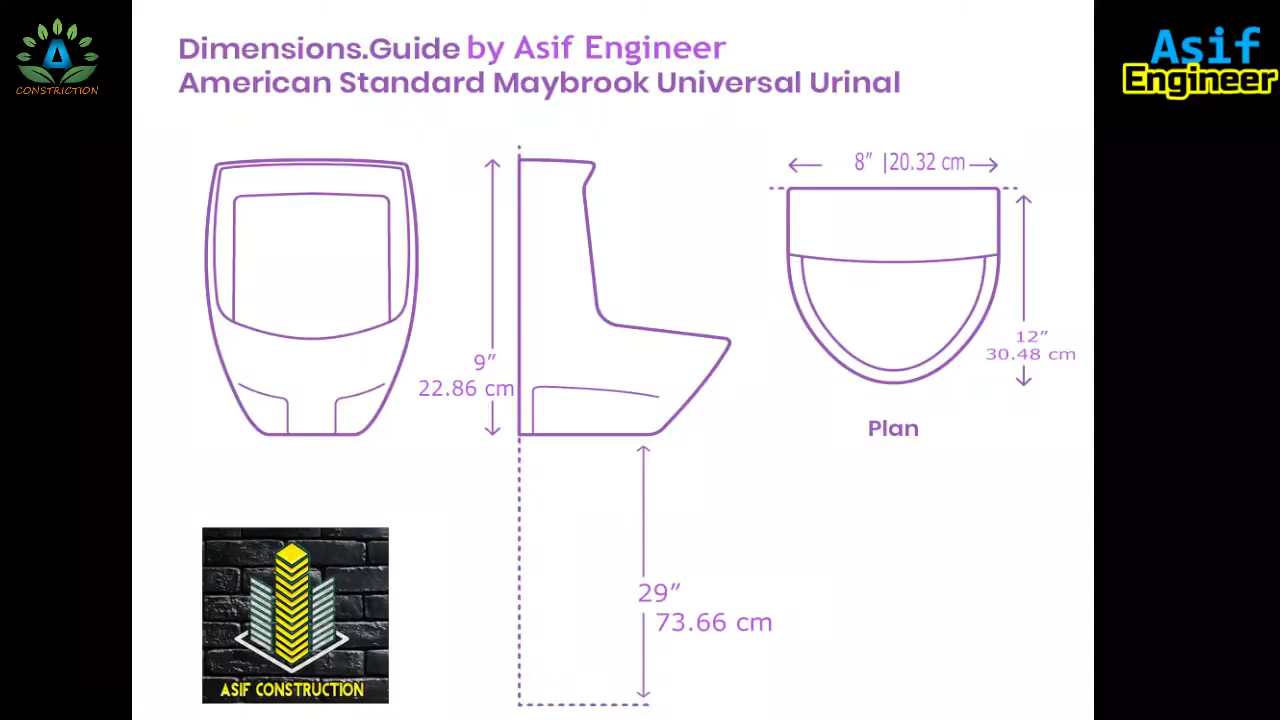 CONSTRICTION
Asif
Engineer
Dimensions.Guide by Asif Engineer
American Standard Maybrook Universal Urinal
8” |20.32 cm
9”
22.86 cm
12”
30.48 cm
Plan
29”
73.66 cm
ASIF CONSTRUCTION